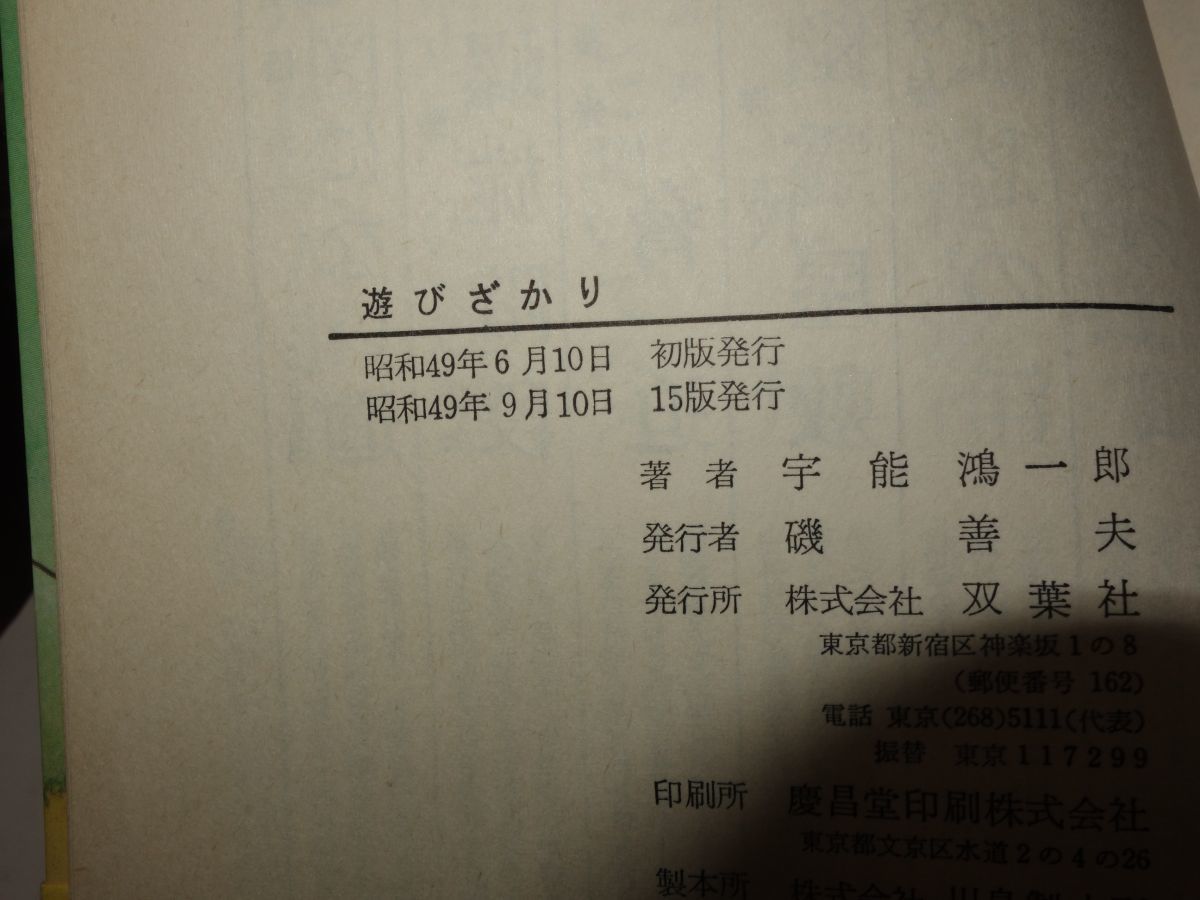 遊びざかり
昭和49年6月10日 初版発行
昭和49年9月10日 15版発行
著者 宇能鴻一郎
発行者 磯善夫
発行所 株式会社 双葉社
東京都新宿区神楽坂1の8
(郵便番号 162)
電話 東京(268)5111(代表)
振替 東京117299
印刷所 慶昌堂印刷株式会社
東京都文京区水道2の4の26
製本所 株式会社